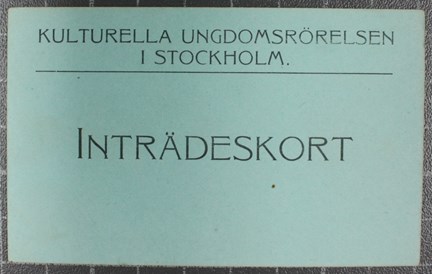 KULTURELLA UNGDOMSRÖRELSEN
I STOCKHOLM.
INTRÄDESKORT